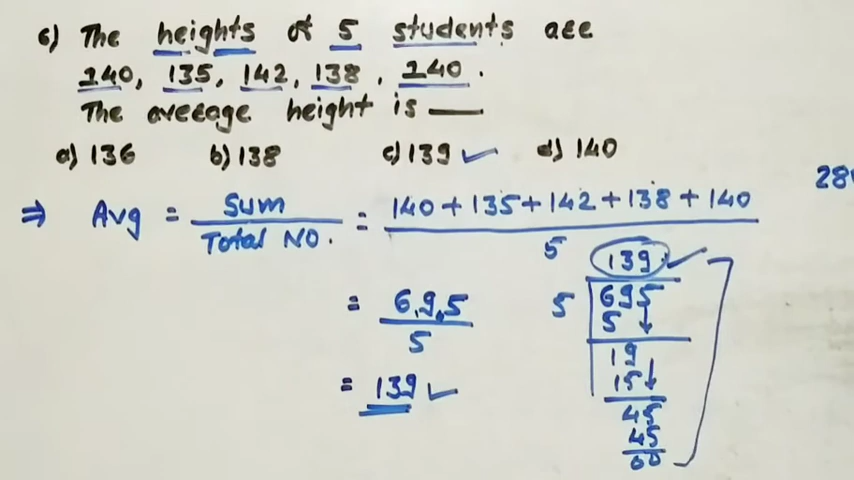 6) The heights of 5 students are
140, 135, 142, 138, 140.
The average height is ___
a) 136 b) 138 c) 139 ✓ d) 140
⇒ Avg = Sum / Total NO. = 140 + 135 + 142 + 138 + 140 / 5
= 695 / 5
= 139 ✓
139 ✓
5 695
5 ↓
19
15 ↓
45
45
00